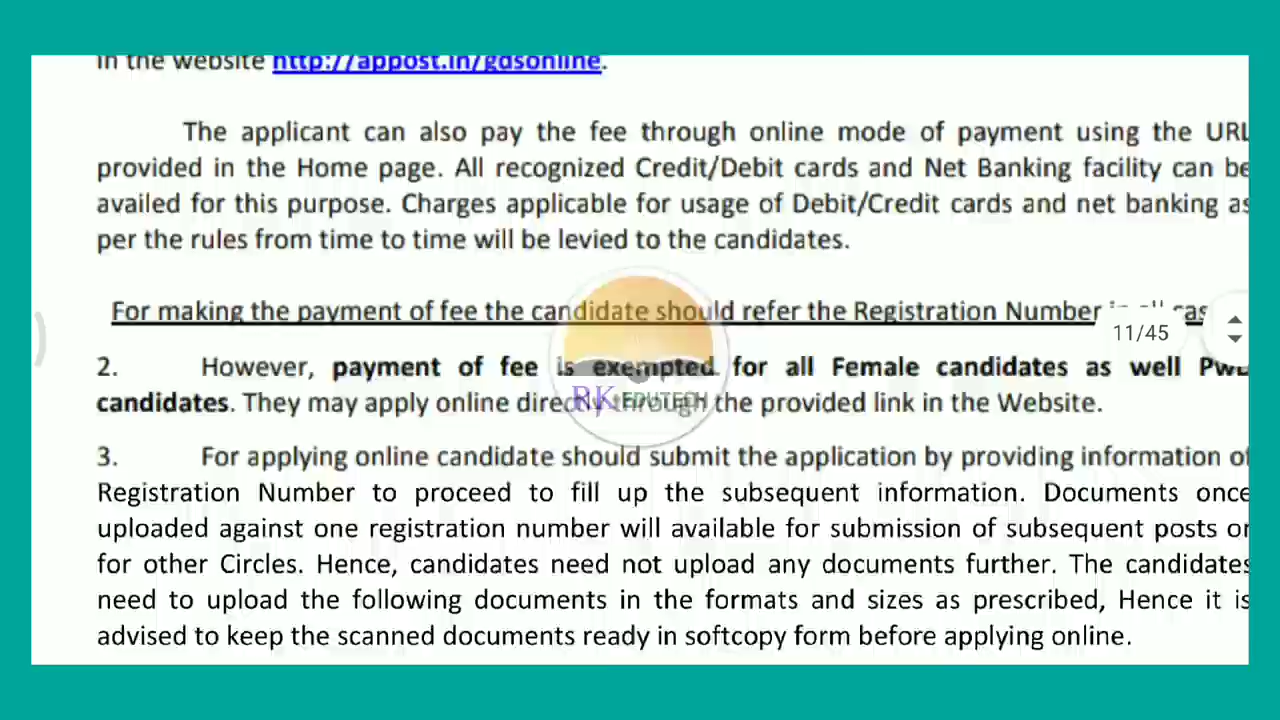 in the website http://appost.in/gdsonline.
The applicant can also pay the fee through online mode of payment using the URL
provided in the Home page. All recognized Credit/Debit cards and Net Banking facility can be
availed for this purpose. Charges applicable for usage of Debit/Credit cards and net banking as
per the rules from time to time will be levied to the candidates.
For making the payment of fee the candidate should refer the Registration Number in all cas
11/45
2. However, payment of fee is exempted for all Female candidates as well PwD
candidates. They may apply online directly through the provided link in the Website.
RK EDUTECH
3. For applying online candidate should submit the application by providing information of
Registration Number to proceed to fill up the subsequent information. Documents once
uploaded against one registration number will available for submission of subsequent posts or
for other Circles. Hence, candidates need not upload any documents further. The candidates
need to upload the following documents in the formats and sizes as prescribed, Hence it is
advised to keep the scanned documents ready in softcopy form before applying online.